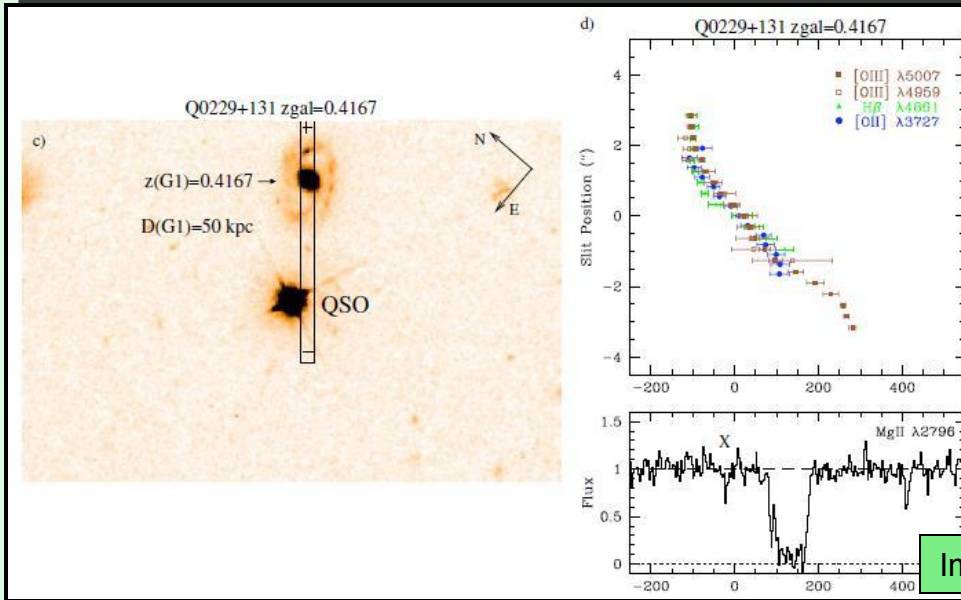 Q0229+131 zgal=0.4167
c)
N
E
z(G1)=0.4167 →
D(G1)=50 kpc
+
QSO
−
d)
Q0229+131 zgal=0.4167
[OIII] λ5007
[OIII] λ4959
Hβ λ4861
[OII] λ3727
Slit Position (")
4
2
0
−2
−4
−200 0 200 400
MgII λ2796
X
Flux
1.5
1
0.5
0
−200 0 200 400
In